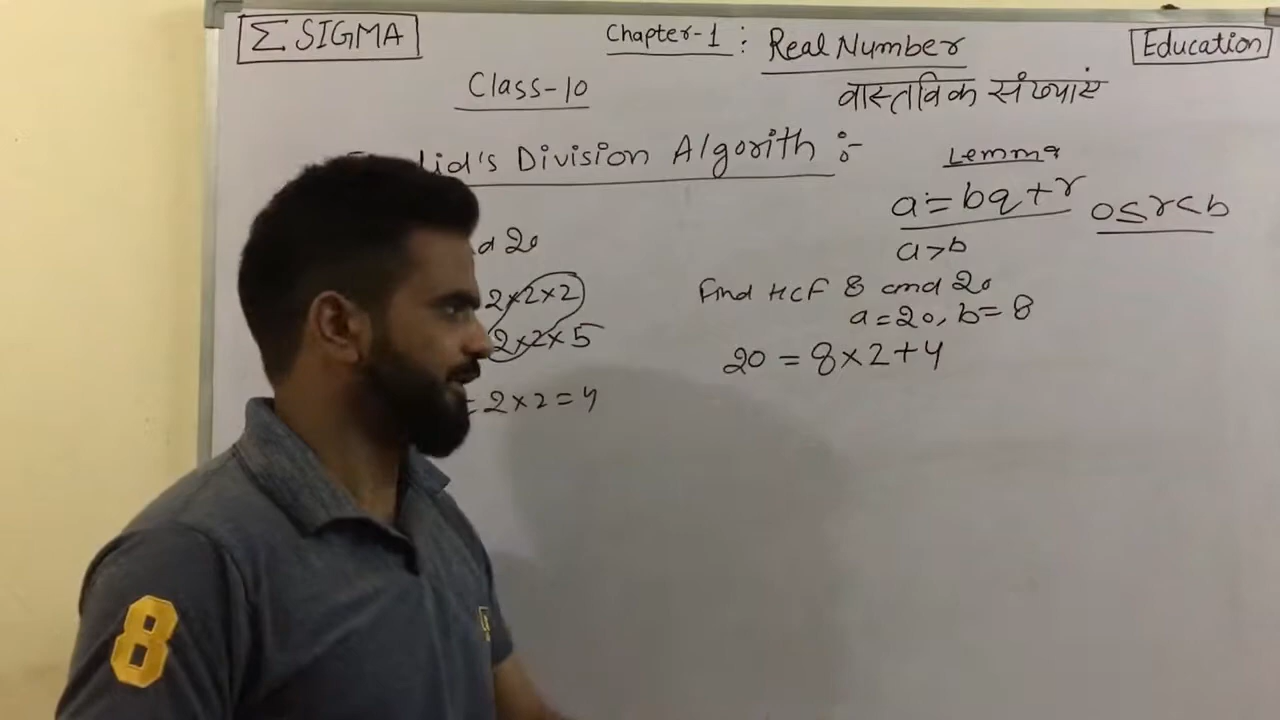 Σ SIGMA
Chapter-1 : Real Number
Education
Class-10
वास्तविक संख्याएं
Division Algorith :-
Lemma
a = bq + r
0 ≤ r < b
a > b
20
2×2×2
2×2×5
= 2×2 = 4
Find HCF 8 and 20
a = 20, b = 8
20 = 8×2+4
8